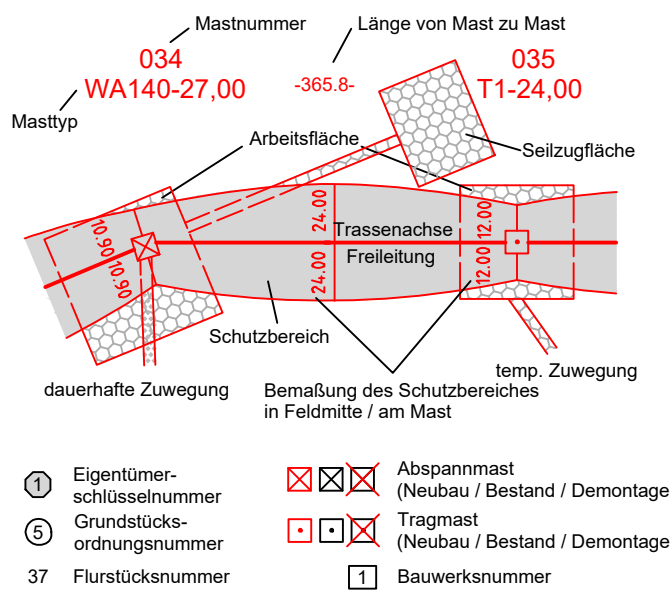 Mastnummer
Länge von Mast zu Mast
034
035
WA140-27,00
-365.8-
T1-24,00
Masttyp
Arbeitsfläche
Seilzugfläche
10.90
10.90
24.00
24.00
Trassenachse
Freileitung
12.00
12.00
Schutzbereich
dauerhafte Zuwegung
temp. Zuwegung
Bemaßung des Schutzbereiches
in Feldmitte / am Mast
1 Eigentümer-
schlüsselnummer
5 Grundstücks-
ordnungsnummer
37 Flurstücksnummer
Abspannmast
(Neubau / Bestand / Demontage
Tragmast
(Neubau / Bestand / Demontage
1 Bauwerksnummer